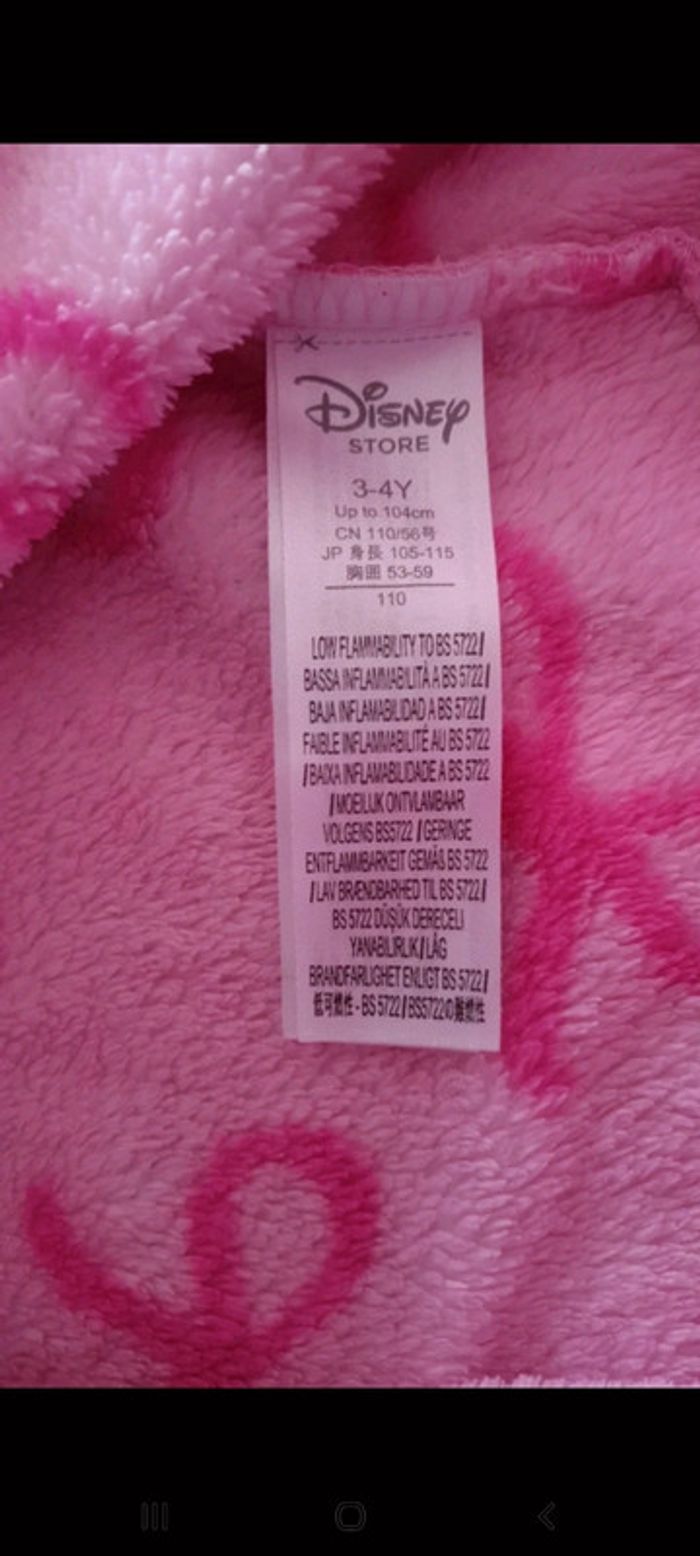 Disney
STORE
3-4Y
Up to 104cm
CN 110/56号
JP 身長 105-115
胸囲 53-59
110
LOW FLAMMABILITY TO BS 5722/
BASSA INFLAMMABILITÀ A BS 5722/
BAJA INFLAMABILIDAD A BS 5722/
FAIBLE INFLAMMABILITÉ AU BS 5722
/BAIXA INFLAMABILIDADE A BS 5722
/MOEILIJK ONTVLAMBAAR
VOLGENS BS5722 /GERINGE
ENTFLAMMBARKEIT GEMÄß BS 5722
/LAV BRÆNDBARHED TIL BS 5722/
BS 5722 DÜŞÜK DERECELİ
YANABILIRLIK/LÅG
BRANDFARLIGHET ENLIGT BS 5722/
低可燃性 - BS 5722/BS5722の難燃性